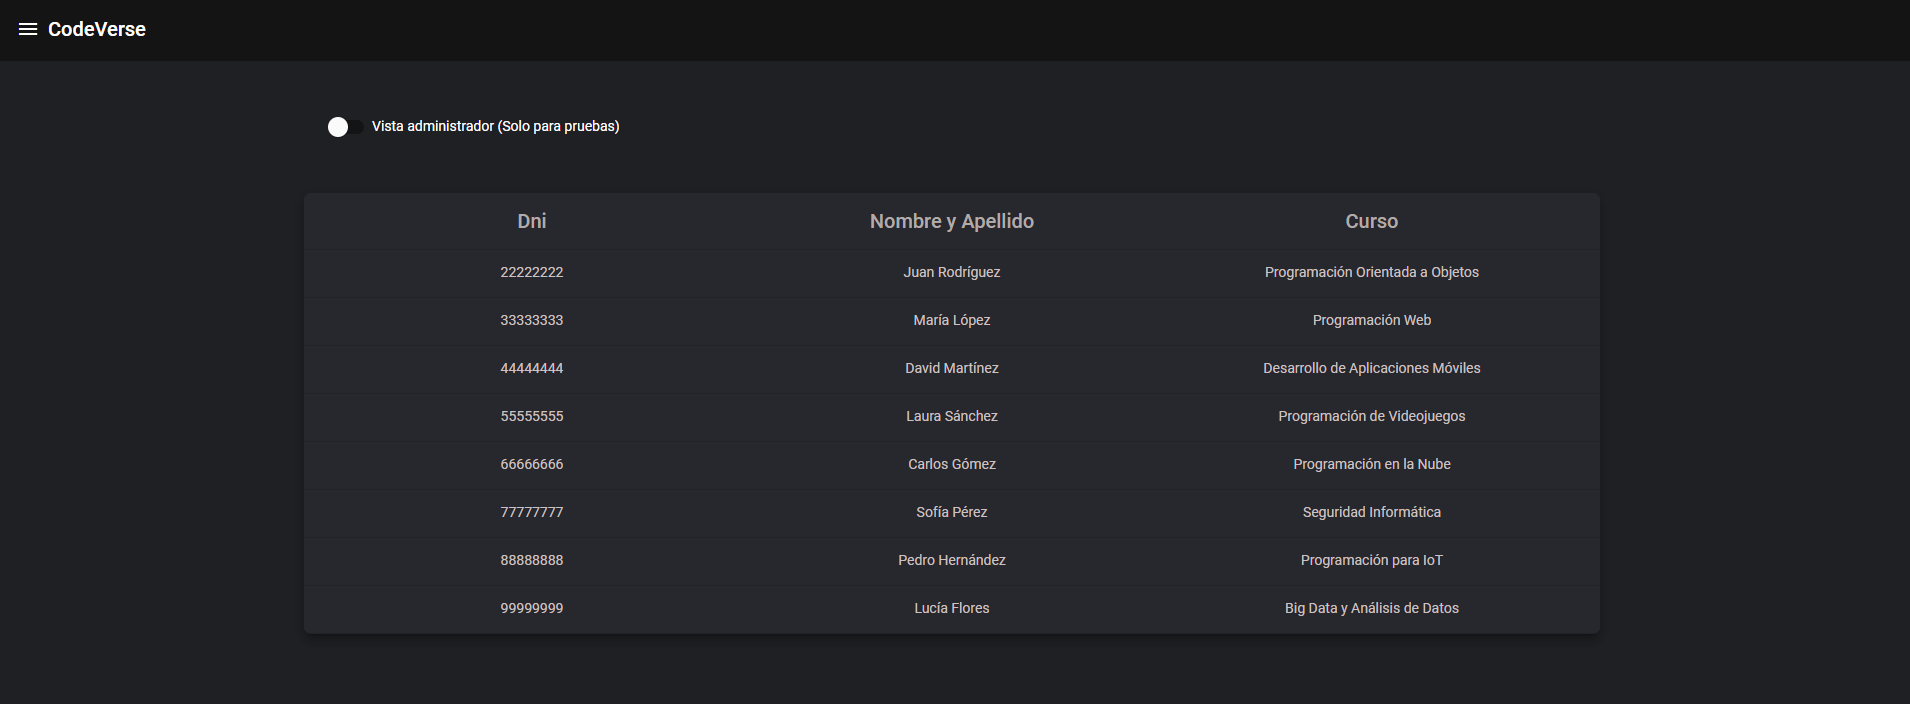 CodeVerse
Vista administrador (Solo para pruebas)
Dni Nombre y Apellido Curso
22222222 Juan Rodríguez Programación Orientada a Objetos
33333333 María López Programación Web
44444444 David Martínez Desarrollo de Aplicaciones Móviles
55555555 Laura Sánchez Programación de Videojuegos
66666666 Carlos Gómez Programación en la Nube
77777777 Sofía Pérez Seguridad Informática
88888888 Pedro Hernández Programación para IoT
99999999 Lucía Flores Big Data y Análisis de Datos